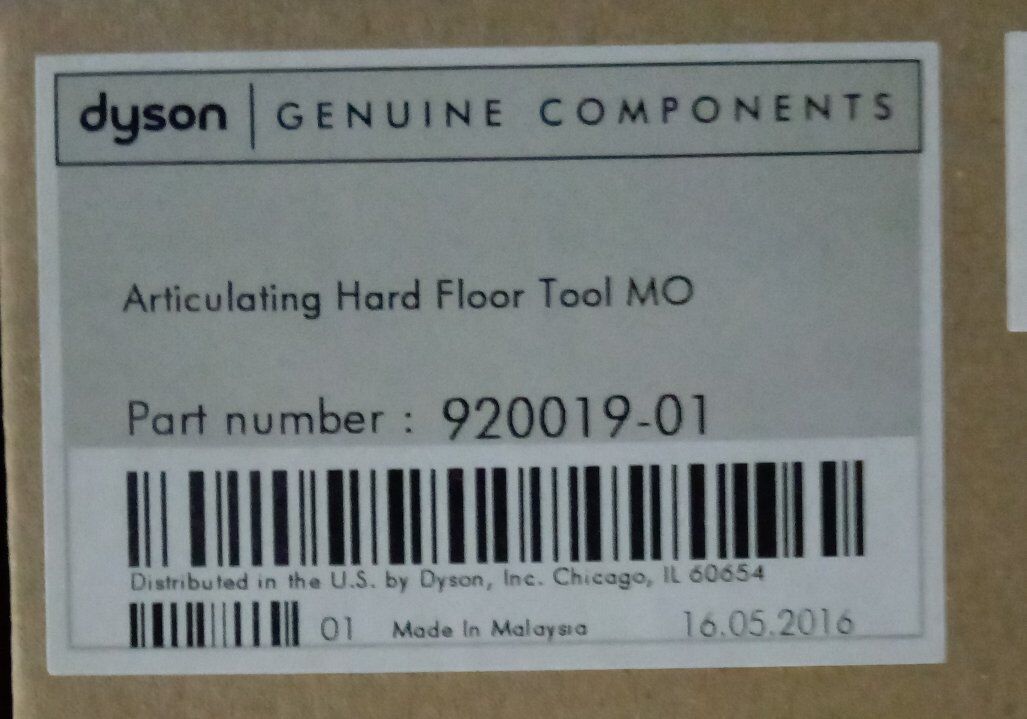 dyson | GENUINE COMPONENTS
Articulating Hard Floor Tool MO
Part number : 920019-01
Distributed in the U.S. by Dyson, Inc. Chicago, IL 60654
01 Made In Malaysia 16.05.2016